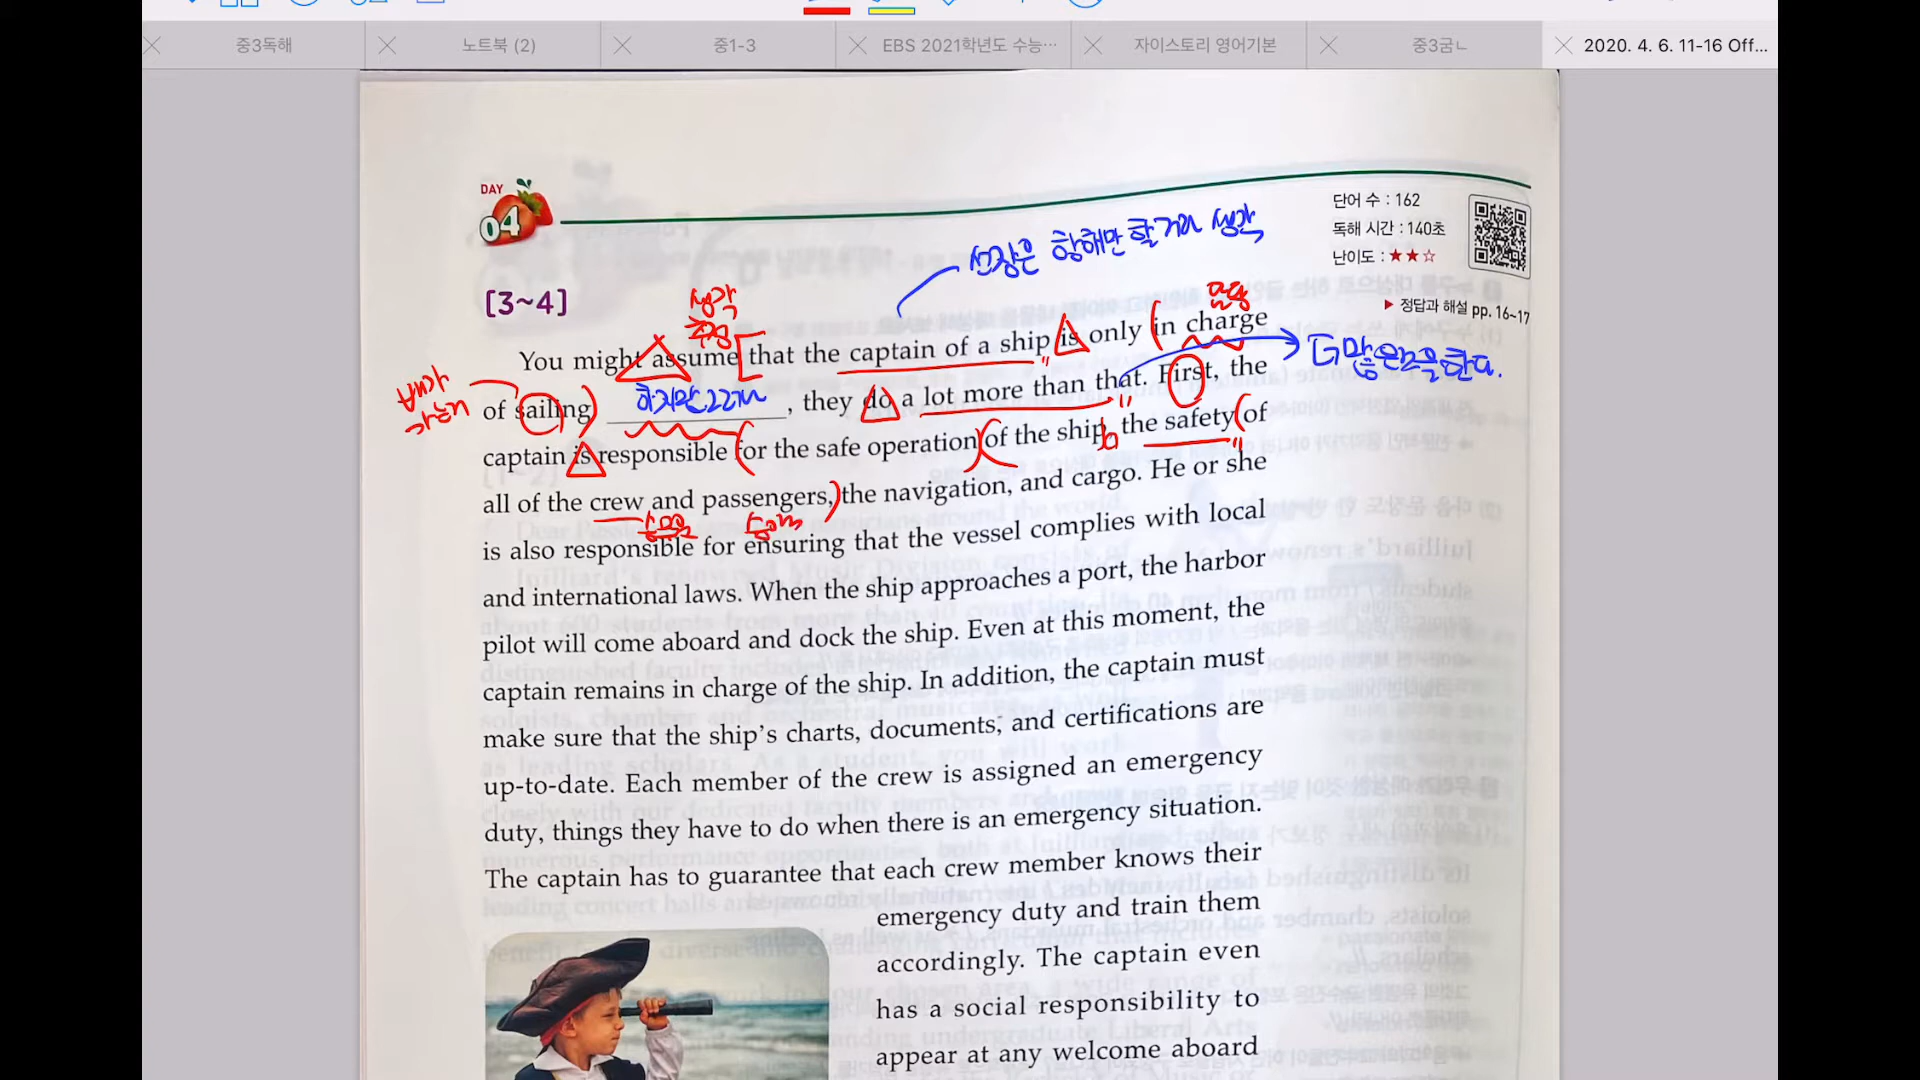 중3독해
노트북 (2)
중1-3
EBS 2021학년도 수능…
자이스토리 영어기본
중3굼ㄴ
2020. 4. 6. 11-16 Off...
DAY
04
단어 수 : 162
독해 시간 : 140초
난이도 : ★★☆
▶ 정답과 해설 pp. 16~17
선장은 항해만 할 거라 생각
[3~4]
생각
추정
You might assume that the captain of a ship is only in charge
of sailing ____________, they do a lot more than that. First, the
captain is responsible for the safe operation of the ship, the safety of
all of the crew and passengers, the navigation, and cargo. He or she
승무원 승객
is also responsible for ensuring that the vessel complies with local
and international laws. When the ship approaches a port, the harbor
pilot will come aboard and dock the ship. Even at this moment, the
captain remains in charge of the ship. In addition, the captain must
make sure that the ship's charts, documents, and certifications are
up-to-date. Each member of the crew is assigned an emergency
duty, things they have to do when there is an emergency situation.
The captain has to guarantee that each crew member knows their
emergency duty and train them
accordingly. The captain even
has a social responsibility to
appear at any welcome aboard